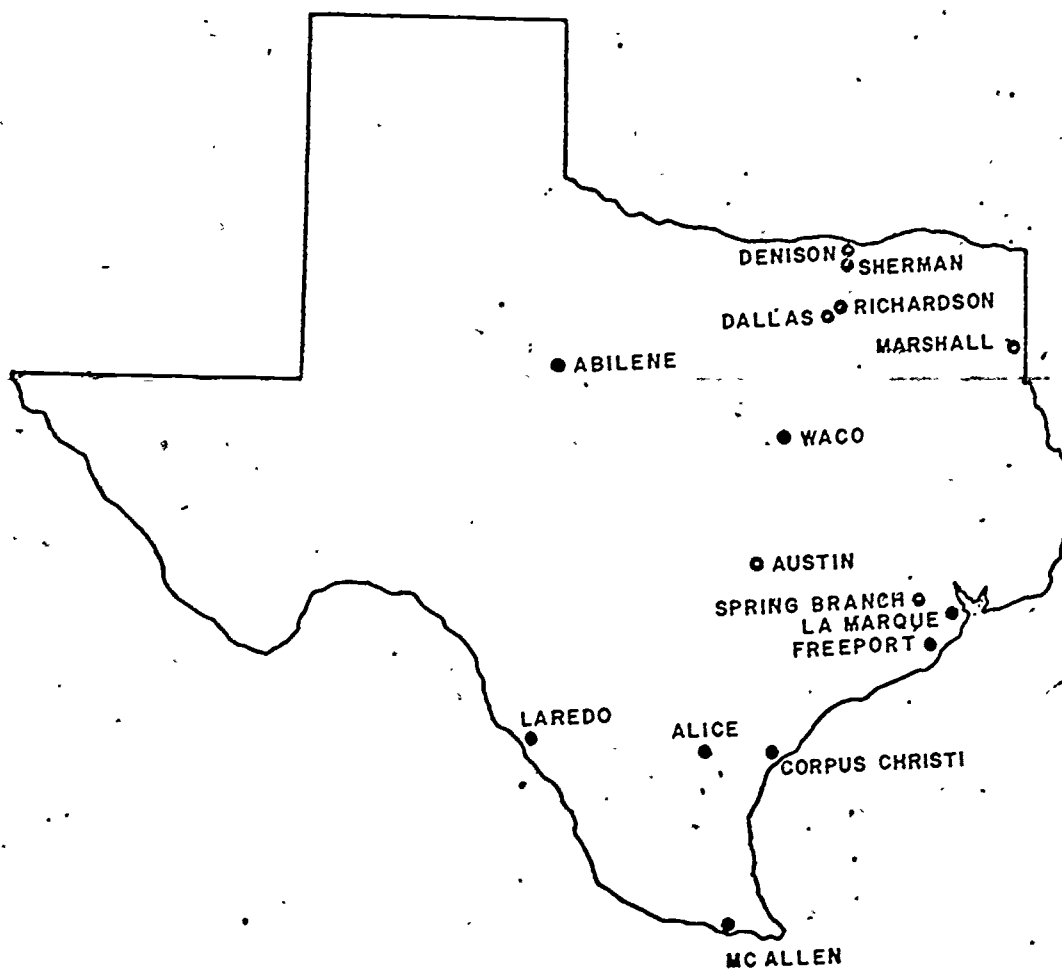 DENISON
SHERMAN
RICHARDSON
DALLAS
MARSHALL
ABILENE
WACO
AUSTIN
SPRING BRANCH
LA MARQUE
FREEPORT
LAREDO
ALICE
CORPUS CHRISTI
MC ALLEN